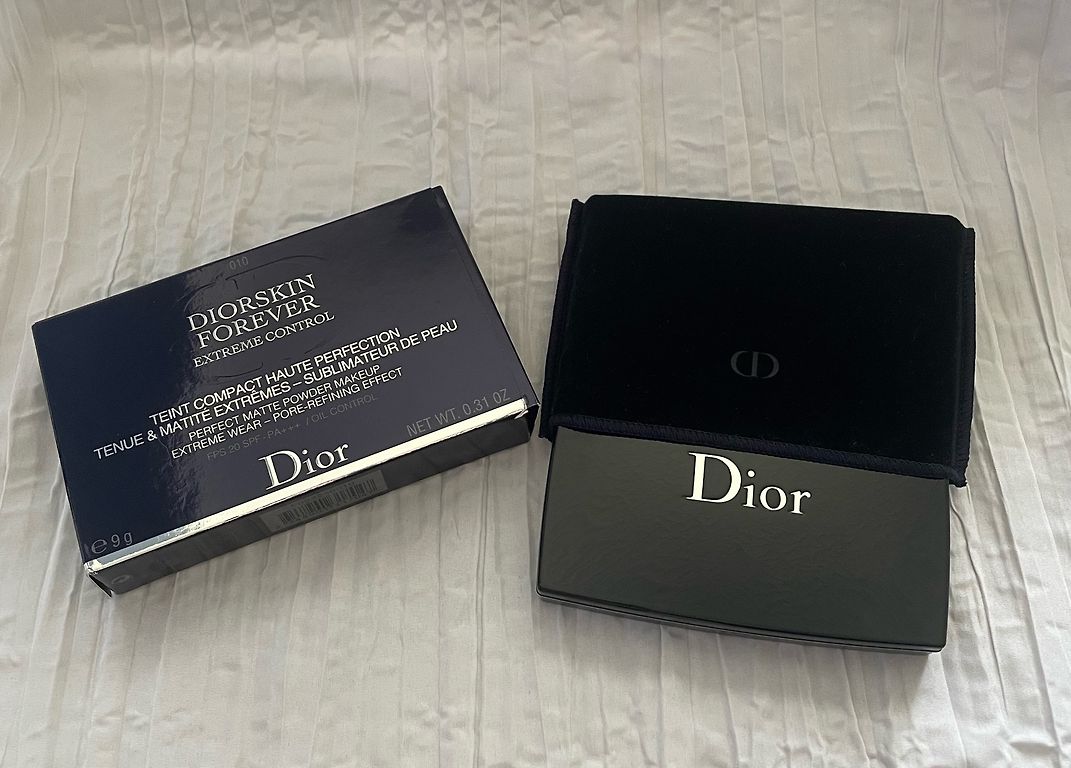 010
DIORSKIN
FOREVER
EXTREME CONTROL
TEINT COMPACT HAUTE PERFECTION
TENUE & MATITÉ EXTRÊMES – SUBLIMATEUR DE PEAU
PERFECT MATTE POWDER MAKEUP
EXTREME WEAR – PORE-REFINING EFFECT
FPS 20 SPF - PA+++ / OIL CONTROL
NET WT. 0.31 OZ
Dior
℮ 9 g
CD
Dior